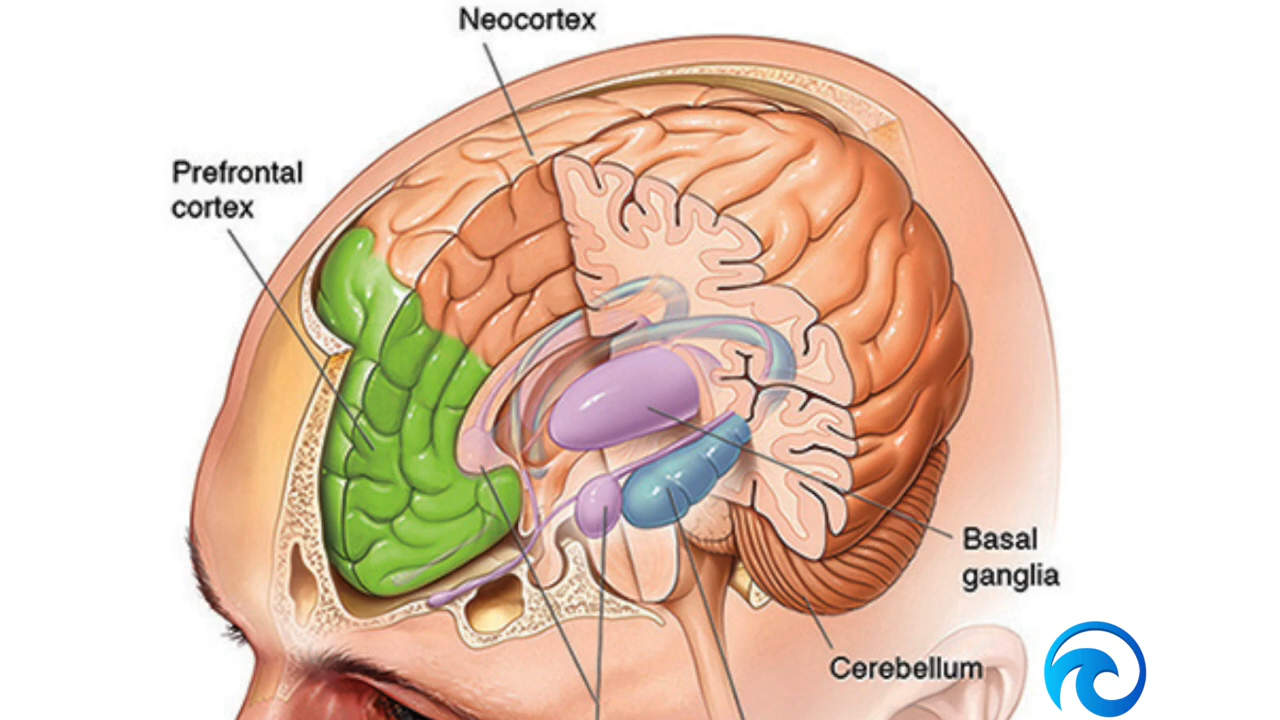 Neocortex
Prefrontal
cortex
Basal
ganglia
Cerebellum